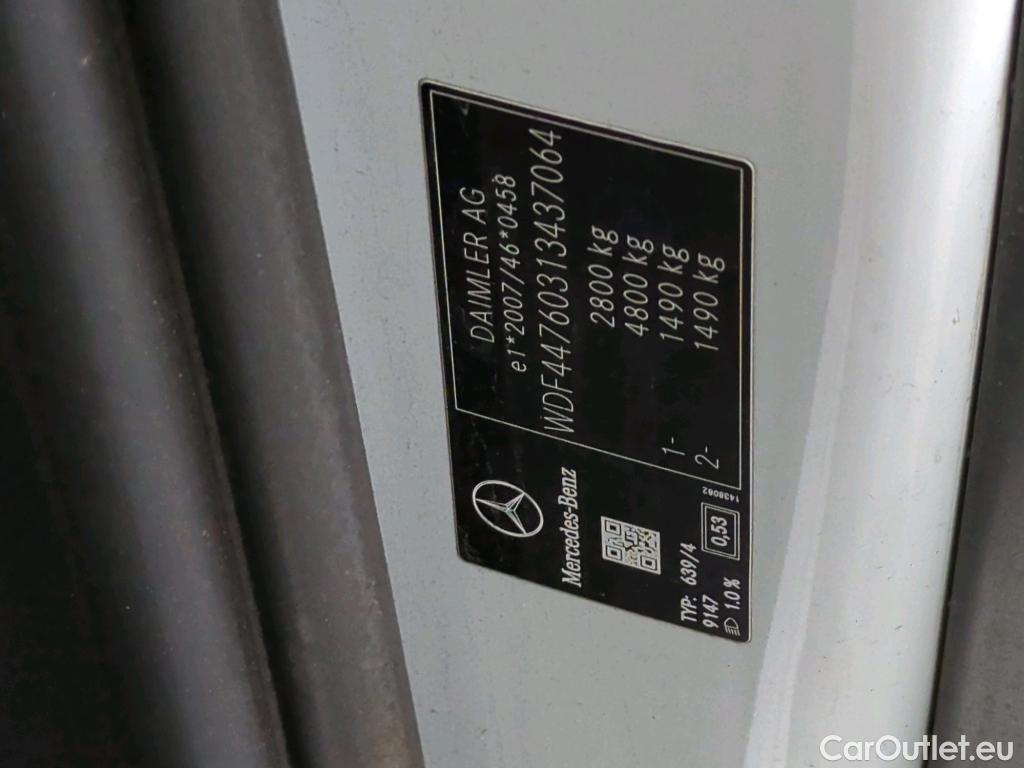 DAIMLER AG
e1*2007/46*0458
WDF44760313437064
2800 kg
4800 kg
1- 1490 kg
2- 1490 kg
Mercedes-Benz
TYP: 639/4
9147
1.0 %
0,53
1438082
CarOutlet.eu